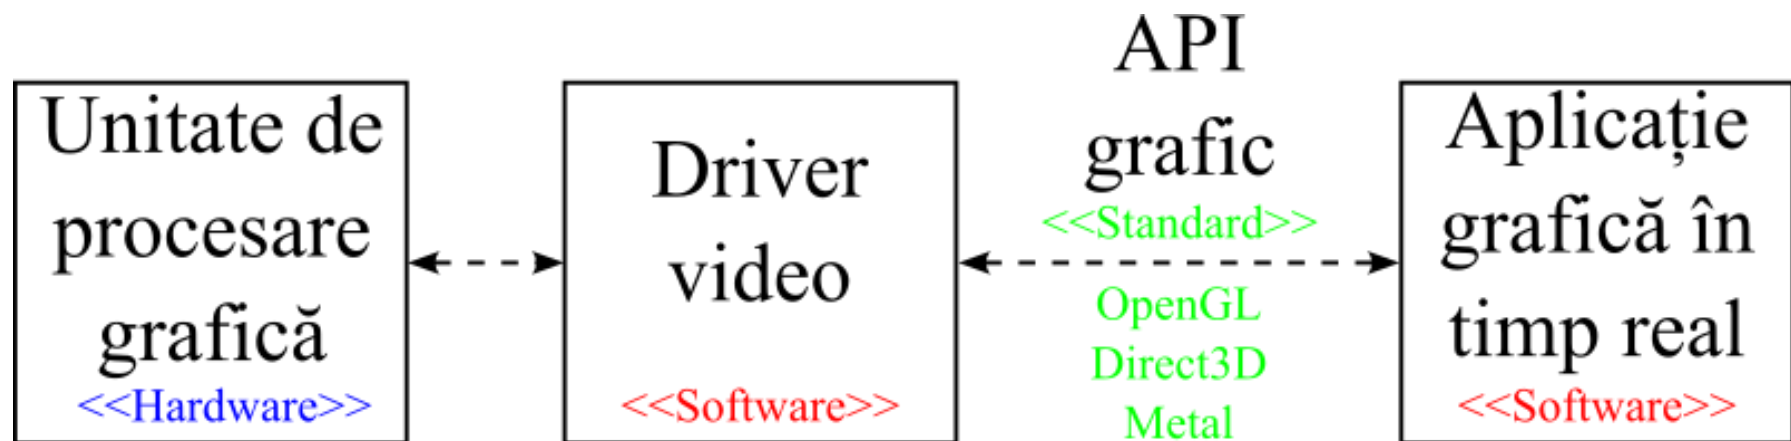 Unitate de
procesare
grafică
<<Hardware>>
Driver
video
<<Software>>
API
grafic
<<Standard>>
OpenGL
Direct3D
Metal
Aplicație
grafică în
timp real
<<Software>>